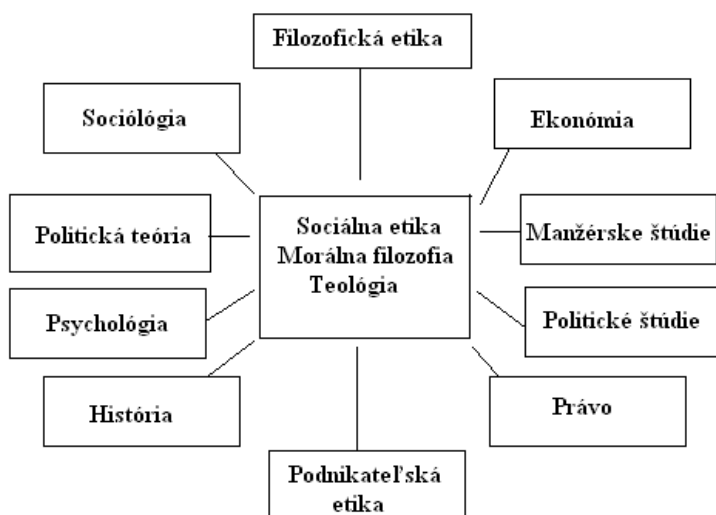 Filozofická etika
Sociológia
Ekonómia
Politická teória
Sociálna etika
Morálna filozofia
Teológia
Manžérske štúdie
Psychológia
Politické štúdie
História
Právo
Podnikateľská
etika